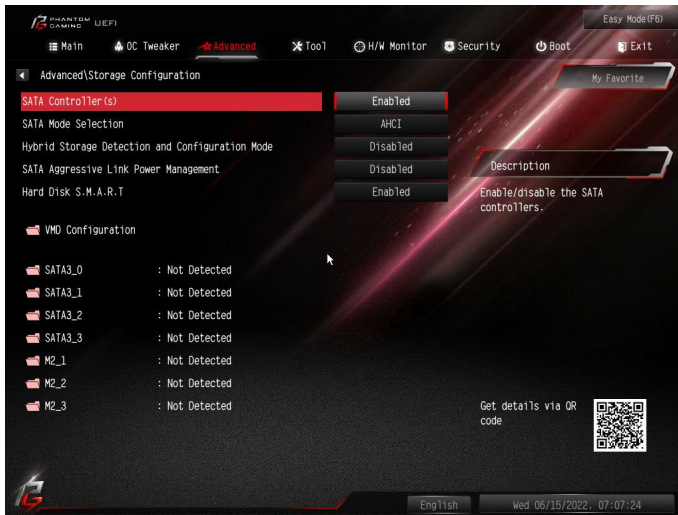 PHANTOM GAMING UEFI
Easy Mode(F6)
Main OC Tweaker Advanced Tool H/W Monitor Security Boot Exit
Advanced\Storage Configuration
My Favorite
SATA Controller(s) Enabled
SATA Mode Selection AHCI
Hybrid Storage Detection and Configuration Mode Disabled
SATA Aggressive Link Power Management Disabled
Hard Disk S.M.A.R.T Enabled
Description
Enable/disable the SATA
controllers.
VMD Configuration
SATA3_0 : Not Detected
SATA3_1 : Not Detected
SATA3_2 : Not Detected
SATA3_3 : Not Detected
M2_1 : Not Detected
M2_2 : Not Detected
M2_3 : Not Detected
Get details via QR
code
English
Wed 06/15/2022. 07:07:24